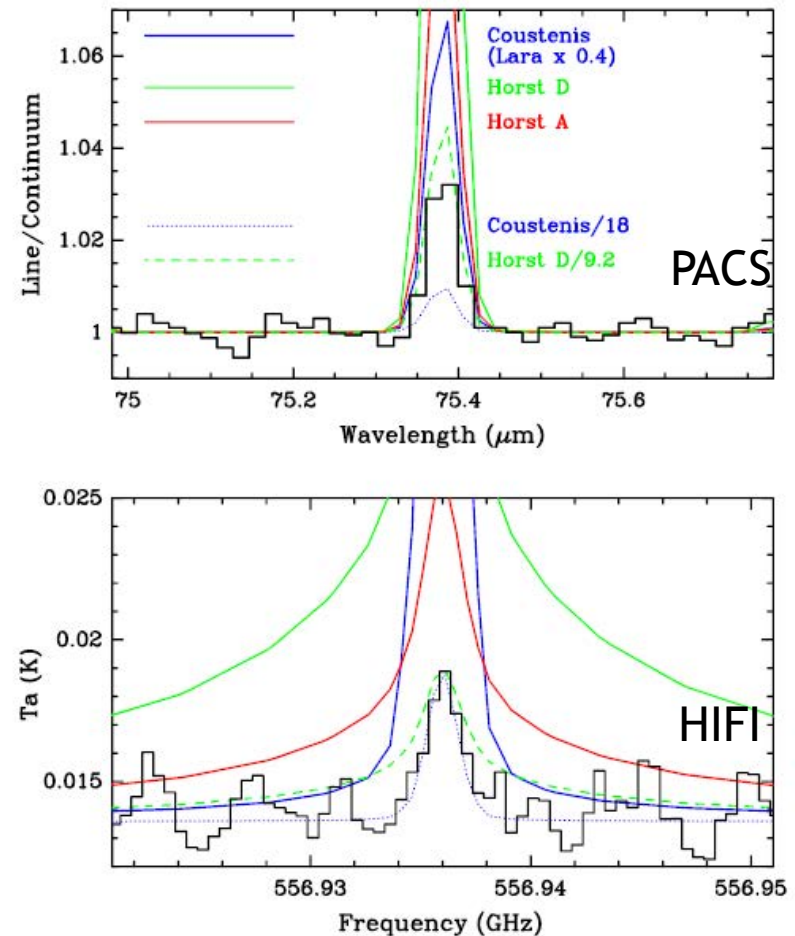 1.06
1.04
1.02
1
Line/Continuum
Coustenis
(Lara x 0.4)
Horst D
Horst A
Coustenis/18
Horst D/9.2
PACS
75
75.2
75.4
75.6
Wavelength (μm)
0.025
0.02
0.015
Ta (K)
HIFI
556.93
556.94
556.95
Frequency (GHz)